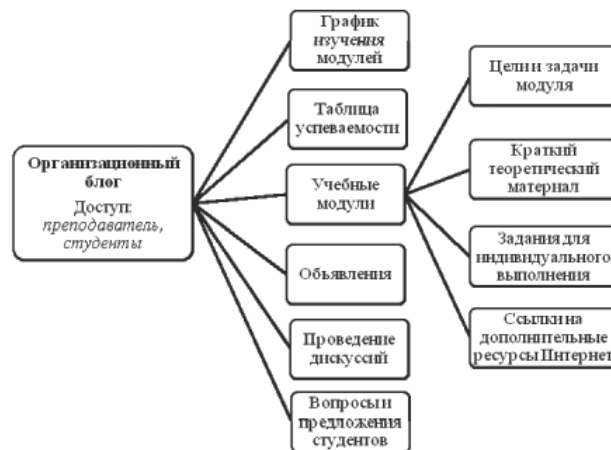 Организационный
блог
Доступ:
преподаватель,
студенты
График
изучения
модулей
Таблица
успеваемости
Учебные
модули
Объявления
Проведение
дискуссий
Вопросы и
предложения
студентов
Цели и задачи
модуля
Краткий
теоретический
материал
Задания для
индивидуального
выполнения
Ссылки на
дополнительные
ресурсы Интернет